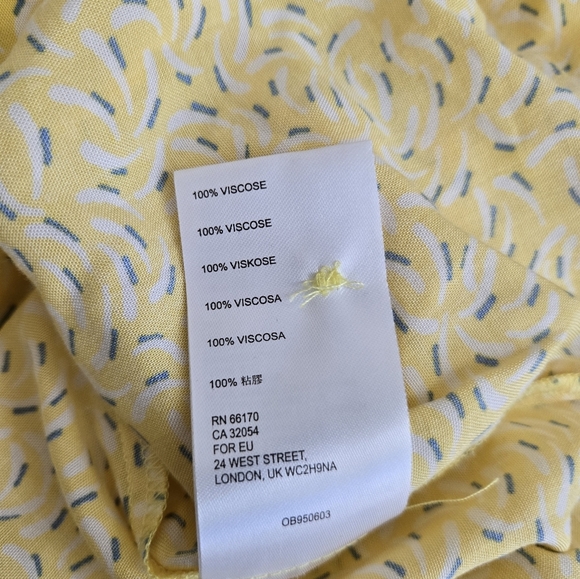 100% VISCOSE
100% VISCOSE
100% VISKOSE
100% VISCOSA
100% VISCOSA
100% 粘膠
RN 66170
CA 32054
FOR EU
24 WEST STREET,
LONDON, UK WC2H9NA
OB950603